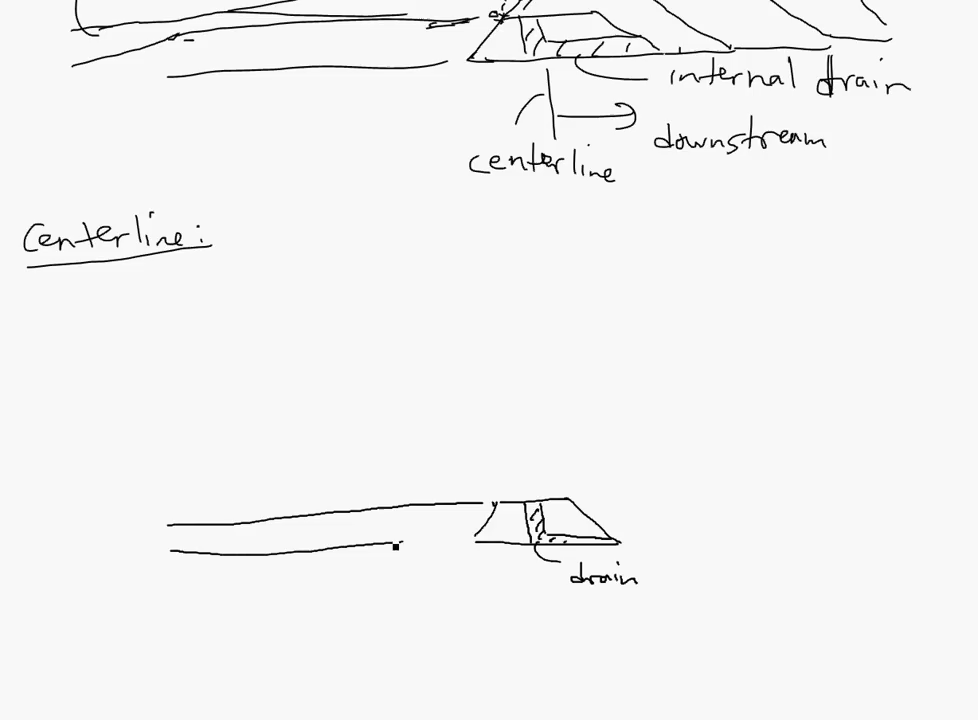 internal drain
downstream
centerline
Centerline:
drain